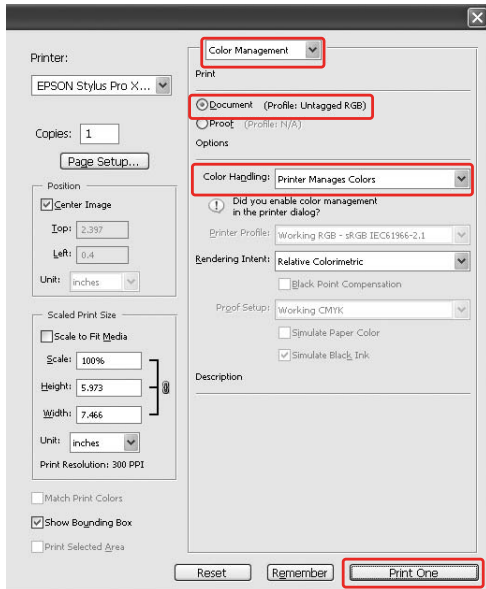 Printer:
EPSON Stylus Pro X...
Copies: 1
Page Setup...
Position
Center Image
Top: 2.397
Left: 0.4
Unit: inches
Scaled Print Size
Scale to Fit Media
Scale: 100%
Height: 5.973
Width: 7.466
Unit: inches
Print Resolution: 300 PPI
Match Print Colors
Show Bounding Box
Print Selected Area
Color Management
Print
Document (Profile: Untagged RGB)
Proof (Profile: N/A)
Options
Color Handling: Printer Manages Colors
Did you enable color management
in the printer dialog?
Printer Profile: Working RGB - sRGB IEC61966-2.1
Rendering Intent: Relative Colorimetric
Black Point Compensation
Proof Setup: Working CMYK
Simulate Paper Color
Simulate Black Ink
Description
Reset
Remember
Print One